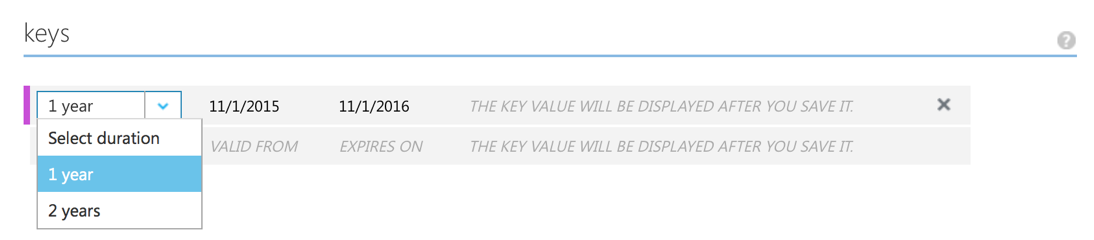 keys
?
1 year 11/1/2015 11/1/2016 THE KEY VALUE WILL BE DISPLAYED AFTER YOU SAVE IT.
Select duration VALID FROM EXPIRES ON THE KEY VALUE WILL BE DISPLAYED AFTER YOU SAVE IT.
1 year
2 years